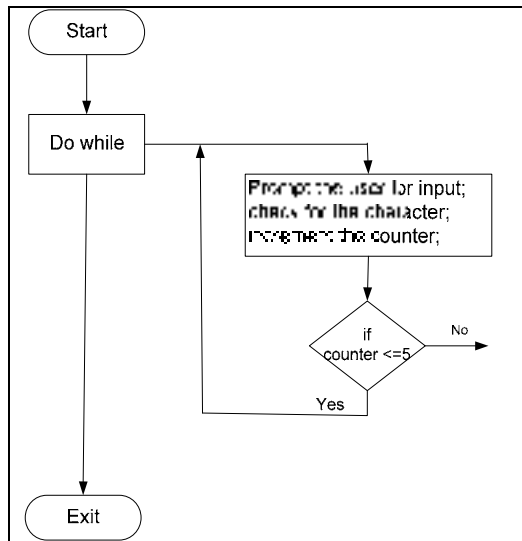 Start
Do while
Prompt the user for input;
check for the character;
increment the counter;
if
counter <=5
No
Yes
Exit